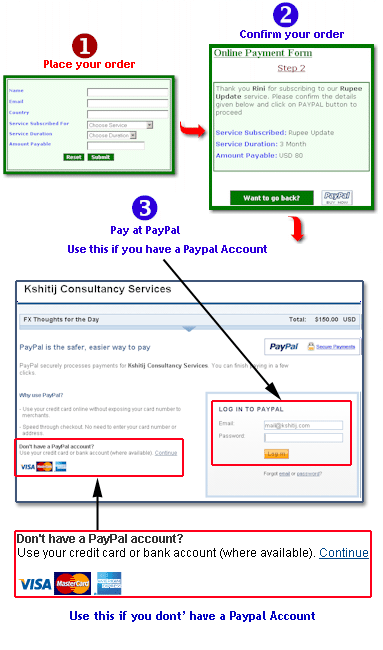 1
Place your order
Name
Email
Country
Service Subscribed For
Choose Service
Service Duration
Choose Duration
Amount Payable
Reset Submit
2
Confirm your order
Online Payment Form
Step 2
Thank you Rini for subscribing to our Rupee
Update service. Please confirm the details
given below and click on PAYPAL button to
proceed
Service Subscribed: Rupee Update
Service Duration: 3 Month
Amount Payable: USD 80
Want to go back?
PayPal
BUY NOW
3
Pay at PayPal
Use this if you have a Paypal Account
Kshitij Consultancy Services
FX Thoughts for the Day
Total: $150.00 USD
PayPal is the safer, easier way to pay
PayPal
Secure Payments
PayPal securely processes payments for Kshitij Consultancy Services. You can finish paying in a few
clicks.
Why use PayPal?
- Use your credit card online without exposing your card number to
merchants.
- Speed through checkout. No need to enter your card number or
address.
Don't have a PayPal account?
Use your credit card or bank account (where available). Continue
VISA MasterCard
LOG IN TO PAYPAL
Email: mail@kshitij.com
Password:
Log in
Forgot email or password?
Don't have a PayPal account?
Use your credit card or bank account (where available). Continue
VISA MasterCard AMERICAN EXPRESS
Use this if you dont' have a Paypal Account